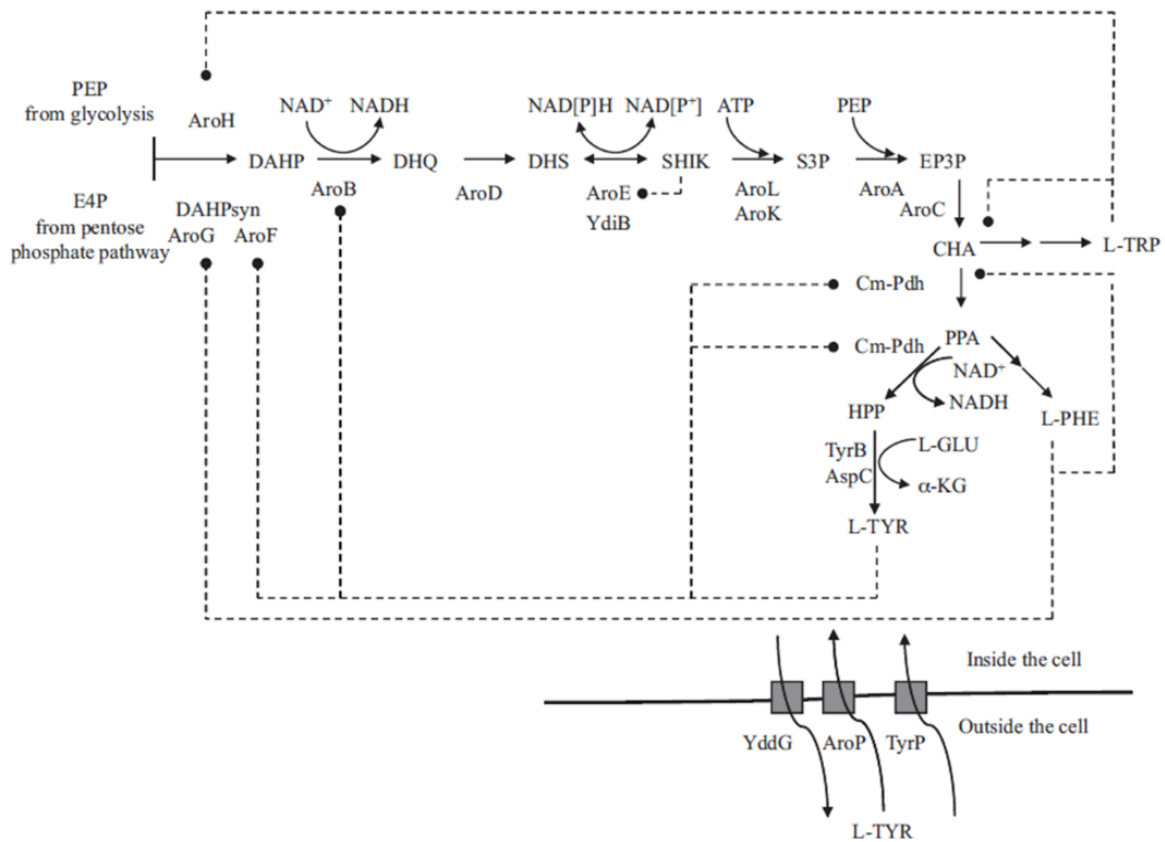 PEP
from glycolysis
AroH
NAD⁺ NADH
NAD[P]H NAD[P⁺] ATP
PEP
DAHP
DHQ
DHS
SHIK
S3P
EP3P
AroB
AroD
AroE
YdiB
AroL
AroK
AroA
AroC
E4P
from pentose
phosphate pathway
DAHPsyn
AroG AroF
CHA
L-TRP
Cm-Pdh
Cm-Pdh
PPA
NAD⁺
NADH
HPP
L-PHE
TyrB
AspC
L-GLU
α-KG
L-TYR
Inside the cell
Outside the cell
YddG AroP TyrP
L-TYR